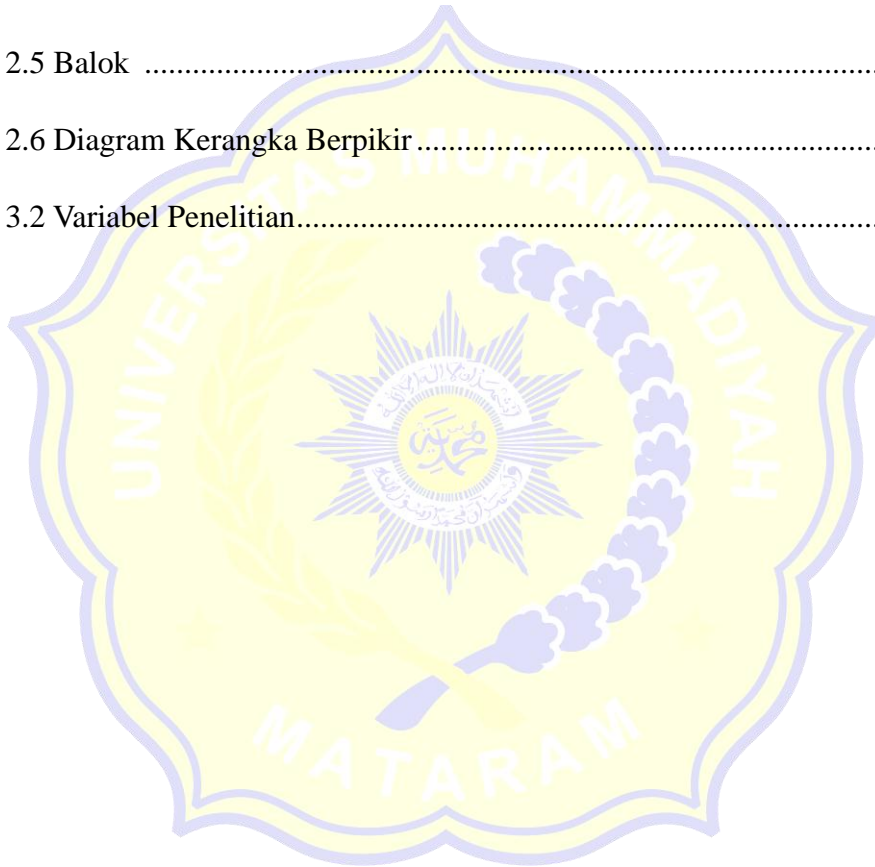 2.5 Balok ................................................................................................
2.6 Diagram Kerangka Berpikir ..........................................................
3.2 Variabel Penelitian.........................................................................
UNIVERSITAS MUHAMMADIYAH
MATARAM